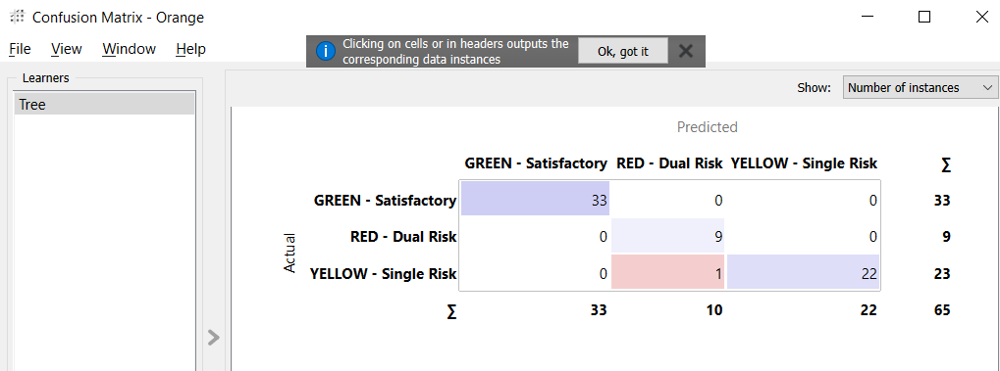 Confusion Matrix - Orange
File View Window Help
Clicking on cells or in headers outputs the
corresponding data instances
Ok, got it
Learners
Tree
Show: Number of instances
Predicted
GREEN - Satisfactory RED - Dual Risk YELLOW - Single Risk ∑
GREEN - Satisfactory 33 0 0 33
RED - Dual Risk 0 9 0 9
YELLOW - Single Risk 0 1 22 23
∑ 33 10 22 65
Actual